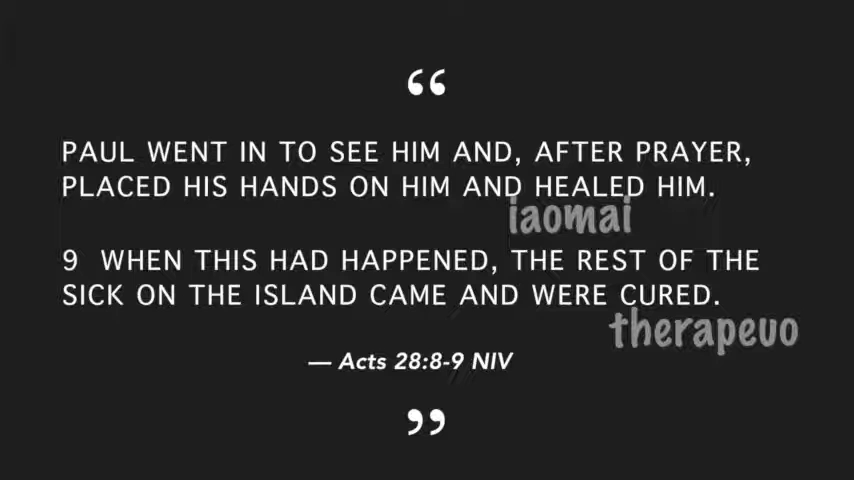 “
PAUL WENT IN TO SEE HIM AND, AFTER PRAYER,
PLACED HIS HANDS ON HIM AND HEALED HIM.
iaomai
9 WHEN THIS HAD HAPPENED, THE REST OF THE
SICK ON THE ISLAND CAME AND WERE CURED.
therapeuo
— Acts 28:8-9 NIV
”